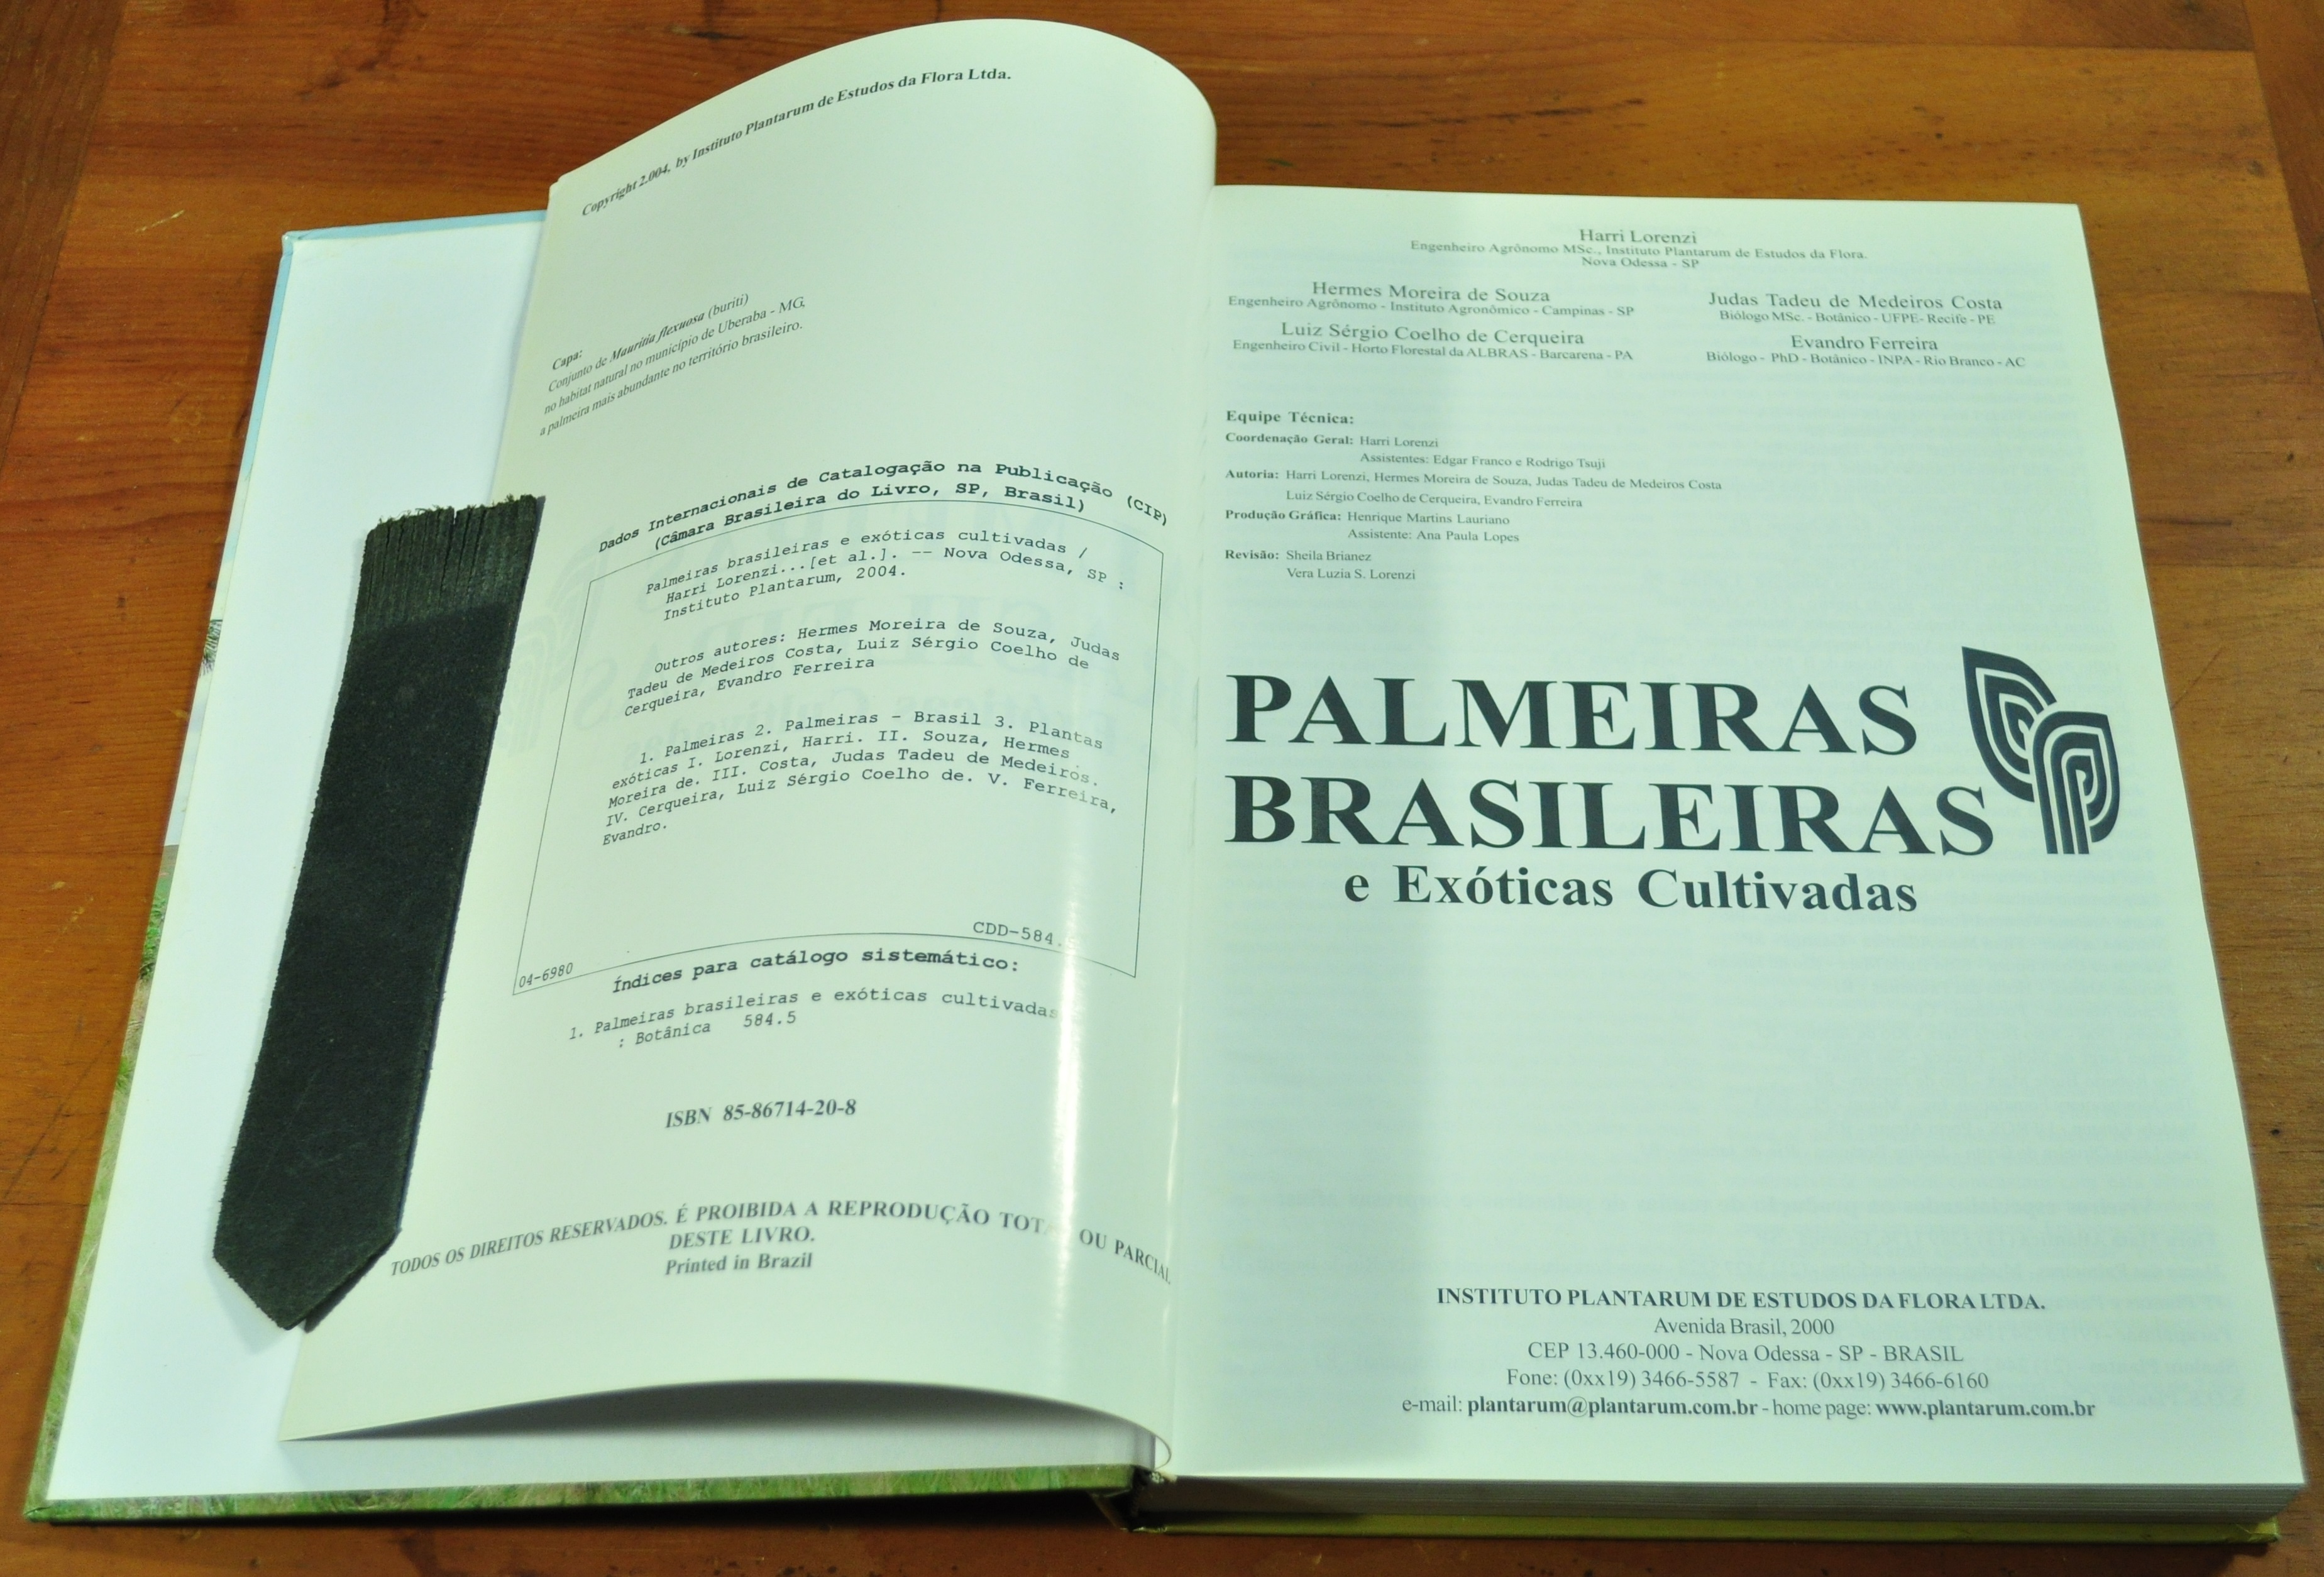 Copyright 2.004, by Instituto Plantarum de Estudos da Flora Ltda.
Capa:
Conjunto de Mauritia flexuosa (buriti)
no habitat natural no município de Uberaba - MG,
a palmeira mais abundante no território brasileiro.
Dados Internacionais de Catalogação na Publicação (CIP)
(Câmara Brasileira do Livro, SP, Brasil)
Palmeiras brasileiras e exóticas cultivadas /
Harri Lorenzi...[et al.]. -- Nova Odessa, SP :
Instituto Plantarum, 2004.
Outros autores: Hermes Moreira de Souza, Judas
Tadeu de Medeiros Costa, Luiz Sérgio Coelho de
Cerqueira, Evandro Ferreira
1. Palmeiras 2. Palmeiras - Brasil 3. Plantas
exóticas I. Lorenzi, Harri. II. Souza, Hermes
Moreira de. III. Costa, Judas Tadeu de Medeiros.
IV. Cerqueira, Luiz Sérgio Coelho de. V. Ferreira,
Evandro.
04-6980 CDD-584.
Índices para catálogo sistemático:
1. Palmeiras brasileiras e exóticas cultivadas
: Botânica 584.5
ISBN 85-86714-20-8
TODOS OS DIREITOS RESERVADOS. É PROIBIDA A REPRODUÇÃO TOTAL OU PARCIAL
DESTE LIVRO.
Printed in Brazil
Harri Lorenzi
Engenheiro Agrônomo MSc., Instituto Plantarum de Estudos da Flora.
Nova Odessa - SP
Hermes Moreira de Souza
Engenheiro Agrônomo - Instituto Agronômico - Campinas - SP
Judas Tadeu de Medeiros Costa
Biólogo MSc. - Botânico - UFPE- Recife - PE
Luiz Sérgio Coelho de Cerqueira
Engenheiro Civil - Horto Florestal da ALBRAS - Barcarena - PA
Evandro Ferreira
Biólogo - PhD - Botânico - INPA - Rio Branco - AC
Equipe Técnica:
Coordenação Geral: Harri Lorenzi
Assistentes: Edgar Franco e Rodrigo Tsuji
Autoria: Harri Lorenzi, Hermes Moreira de Souza, Judas Tadeu de Medeiros Costa
Luiz Sérgio Coelho de Cerqueira, Evandro Ferreira
Produção Gráfica: Henrique Martins Lauriano
Assistente: Ana Paula Lopes
Revisão: Sheila Brianez
Vera Luzia S. Lorenzi
PALMEIRAS
BRASILEIRAS
e Exóticas Cultivadas
INSTITUTO PLANTARUM DE ESTUDOS DA FLORA LTDA.
Avenida Brasil, 2000
CEP 13.460-000 - Nova Odessa - SP - BRASIL
Fone: (0xx19) 3466-5587 - Fax: (0xx19) 3466-6160
e-mail: plantarum@plantarum.com.br - home page: www.plantarum.com.br